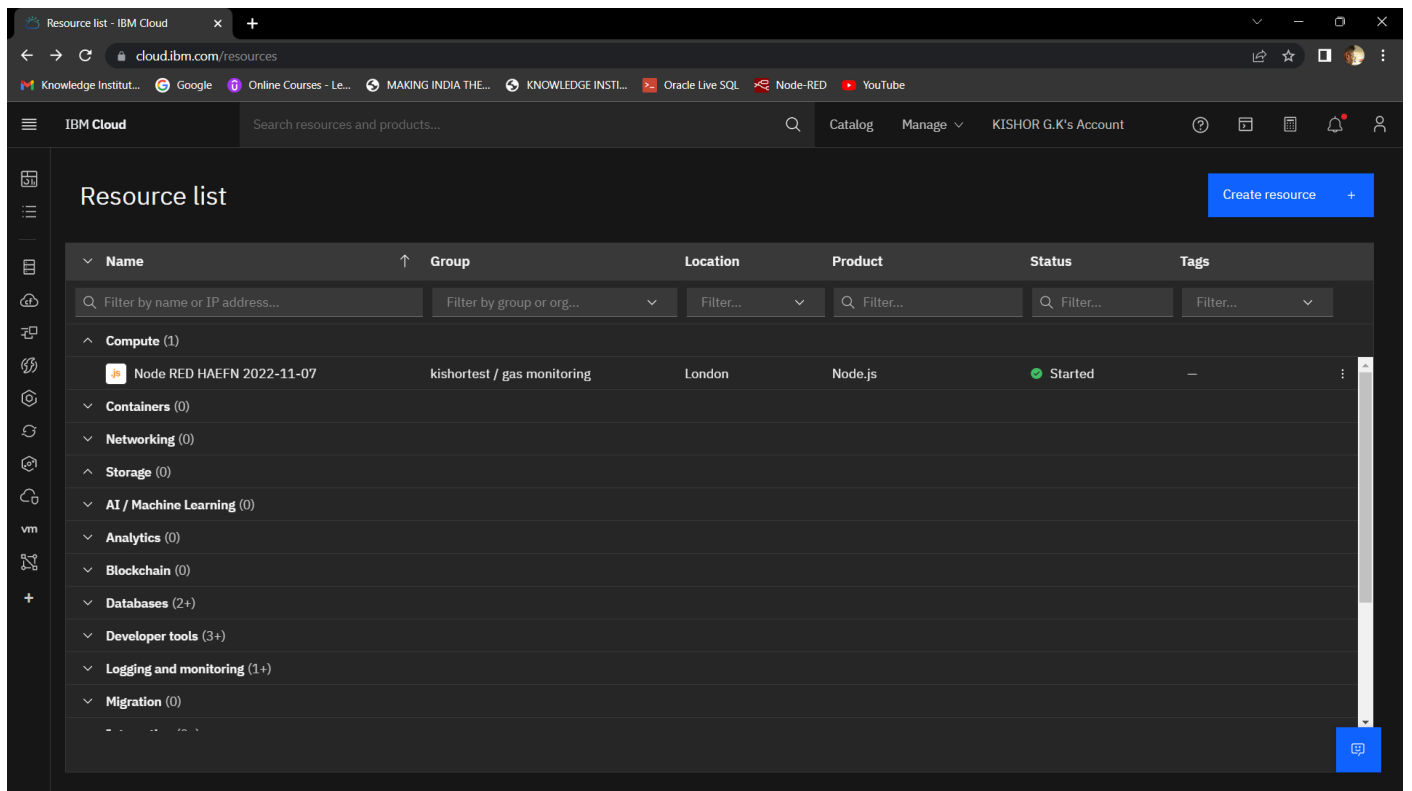 Resource list - IBM Cloud
cloud.ibm.com/resources
Knowledge Institut... Google Online Courses - Le... MAKING INDIA THE... KNOWLEDGE INSTI... Oracle Live SQL Node-RED YouTube
IBM Cloud Search resources and products... Catalog Manage KISHOR G.K's Account
Resource list
Create resource +
Name Group Location Product Status Tags
Filter by name or IP address... Filter by group or org... Filter... Filter... Filter... Filter...
Compute (1)
JS Node RED HAEFN 2022-11-07 kishortest / gas monitoring London Node.js Started –
Containers (0)
Networking (0)
Storage (0)
AI / Machine Learning (0)
Analytics (0)
Blockchain (0)
Databases (2+)
Developer tools (3+)
Logging and monitoring (1+)
Migration (0)
vm